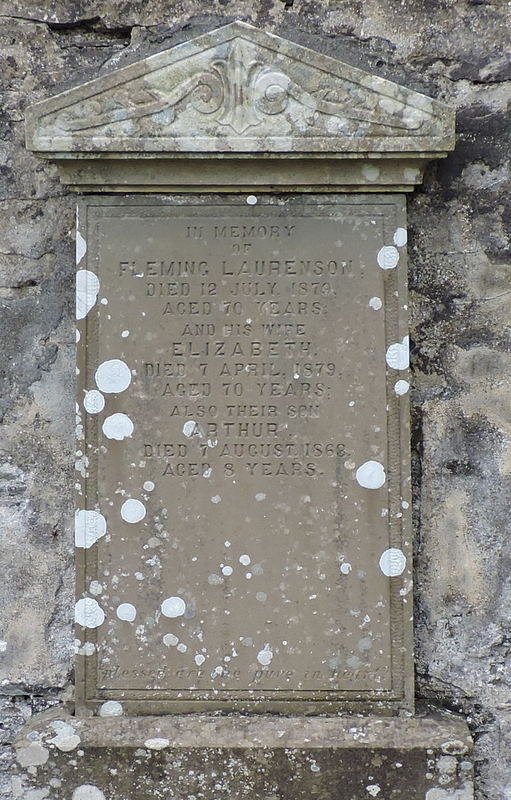 IN MEMORY
OF
FLEMING LAURENSON,
DIED 12 JULY, 1879,
AGED 70 YEARS;
AND HIS WIFE
ELIZABETH,
DIED 7 APRIL, 1879,
AGED 70 YEARS;
ALSO THEIR SON
ARTHUR,
DIED 7 AUGUST, 1868,
AGED 8 YEARS.
Blessed are the pure in heart.